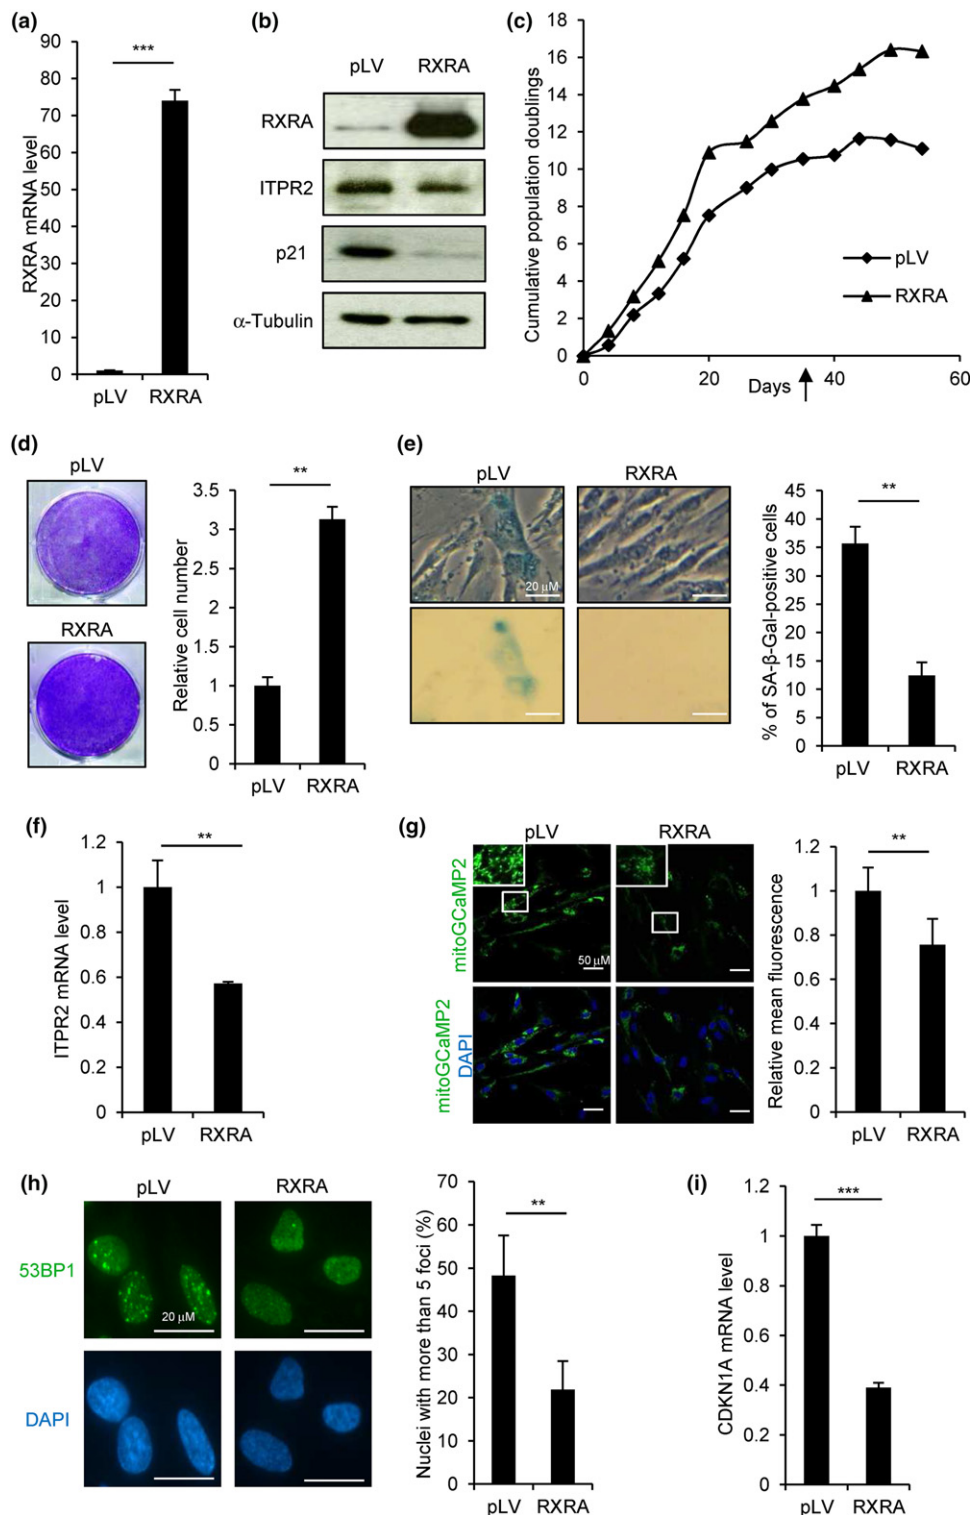 (a)
RXRA mRNA level
90
80
70
60
50
40
30
20
10
0
***
pLV
RXRA
(b)
pLV
RXRA
RXRA
ITPR2
p21
α-Tubulin
(c)
Cumulative population doublings
18
16
14
12
10
8
6
4
2
0
0
20
40
60
Days
pLV
RXRA
(d)
pLV
RXRA
Relative cell number
3.5
3
2.5
2
1.5
1
0.5
0
**
pLV
RXRA
(e)
pLV
RXRA
20 µM
% of SA-β-Gal-positive cells
45
40
35
30
25
20
15
10
5
0
**
pLV
RXRA
(f)
ITPR2 mRNA level
1.2
1
0.8
0.6
0.4
0.2
0
**
pLV
RXRA
(g)
pLV
RXRA
mitoGCaMP2
50 µM
mitoGCaMP2
DAPI
Relative mean fluorescence
1.2
1
0.8
0.6
0.4
0.2
0
**
pLV
RXRA
(h)
pLV
RXRA
53BP1
20 µM
DAPI
Nuclei with more than 5 foci (%)
70
60
50
40
30
20
10
0
**
pLV
RXRA
(i)
CDKN1A mRNA level
1.2
1
0.8
0.6
0.4
0.2
0
***
pLV
RXRA